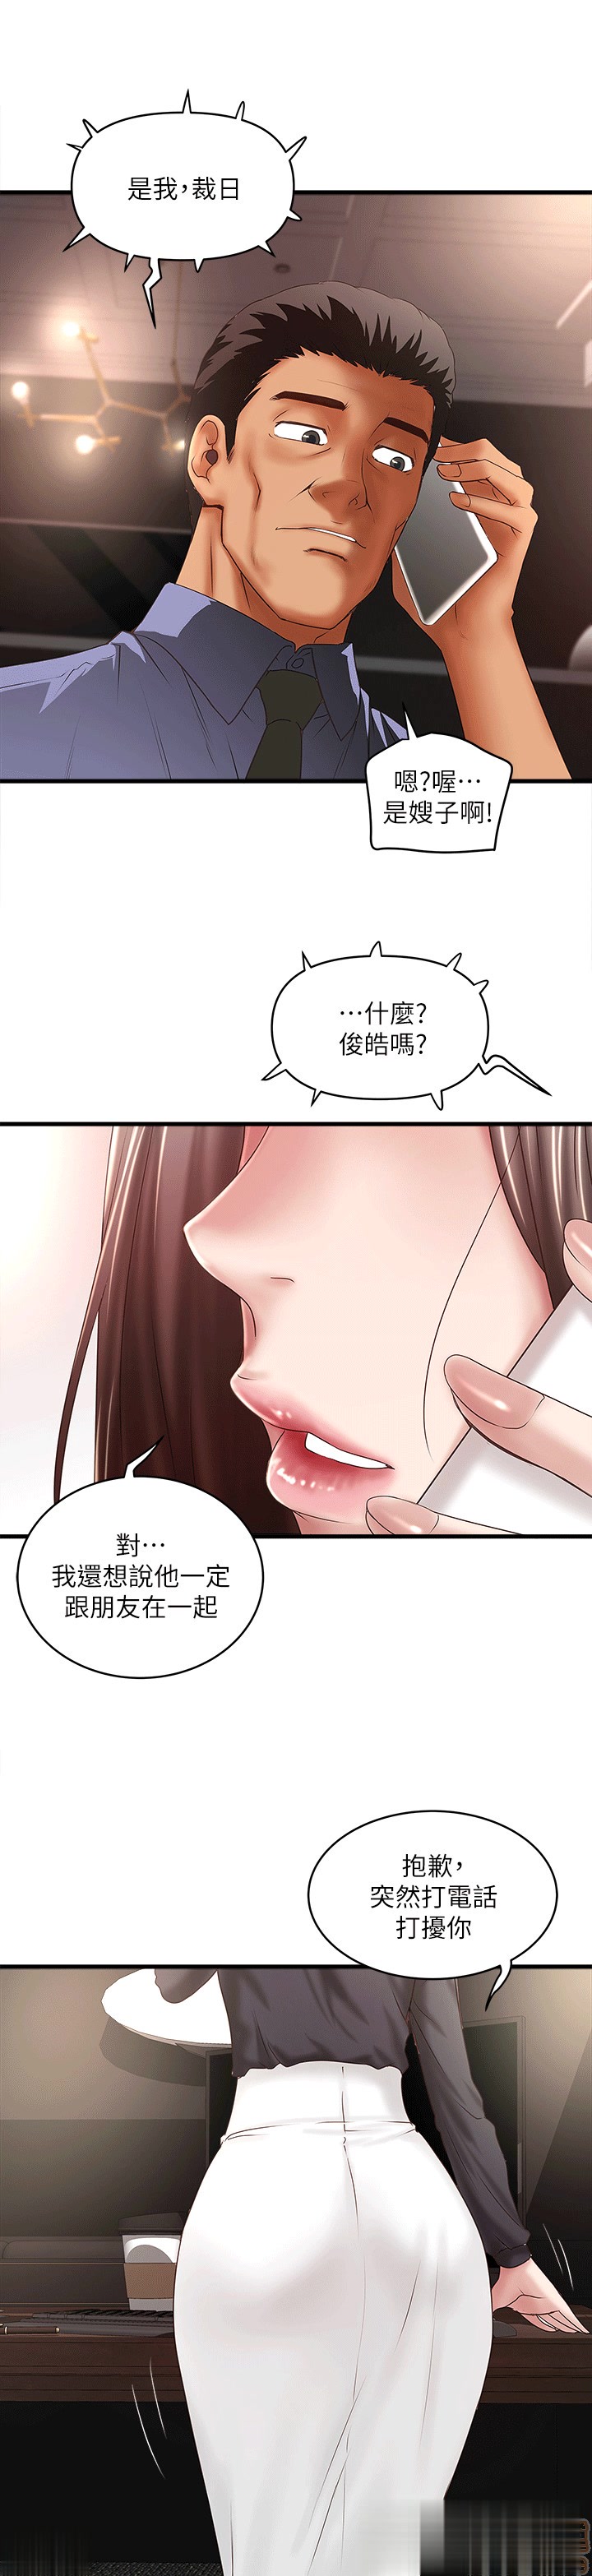 是我,裁日
嗯?喔…
是嫂子啊!
…什麼?
俊皓嗎?
對…
我還想說他一定
跟朋友在一起
抱歉,
突然打電話
打擾你